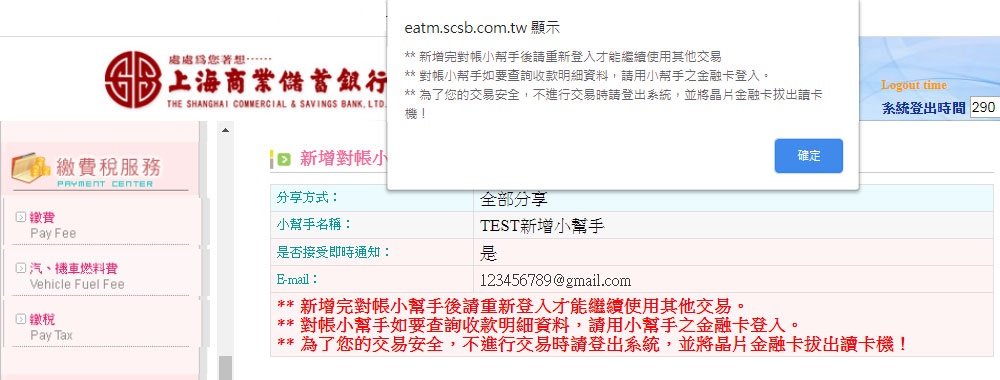 eatm.scsb.com.tw 顯示
** 新增完對帳小幫手後請重新登入才能繼續使用其他交易
** 對帳小幫手如要查詢收款明細資料，請用小幫手之金融卡登入。
** 為了您的交易安全，不進行交易時請登出系統，並將晶片金融卡拔出讀卡
機！
確定
處處為您著想······
上海商業儲蓄銀行
THE SHANGHAI COMMERCIAL & SAVINGS BANK, LTD.
Logout time
系統登出時間 290
繳費稅服務
PAYMENT CENTER
繳費
Pay Fee
汽、機車燃料費
Vehicle Fuel Fee
繳稅
Pay Tax
新增對帳小
分享方式： 全部分享
小幫手名稱： TEST新增小幫手
是否接受即時通知： 是
E-mail： 123456789@gmail.com
** 新增完對帳小幫手後請重新登入才能繼續使用其他交易。
** 對帳小幫手如要查詢收款明細資料，請用小幫手之金融卡登入。
** 為了您的交易安全，不進行交易時請登出系統，並將晶片金融卡拔出讀卡機！